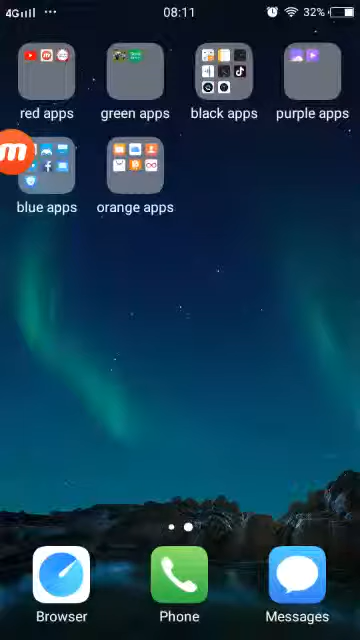 4G 08:11 32%
red apps green apps black apps purple apps
blue apps orange apps
Browser Phone Messages